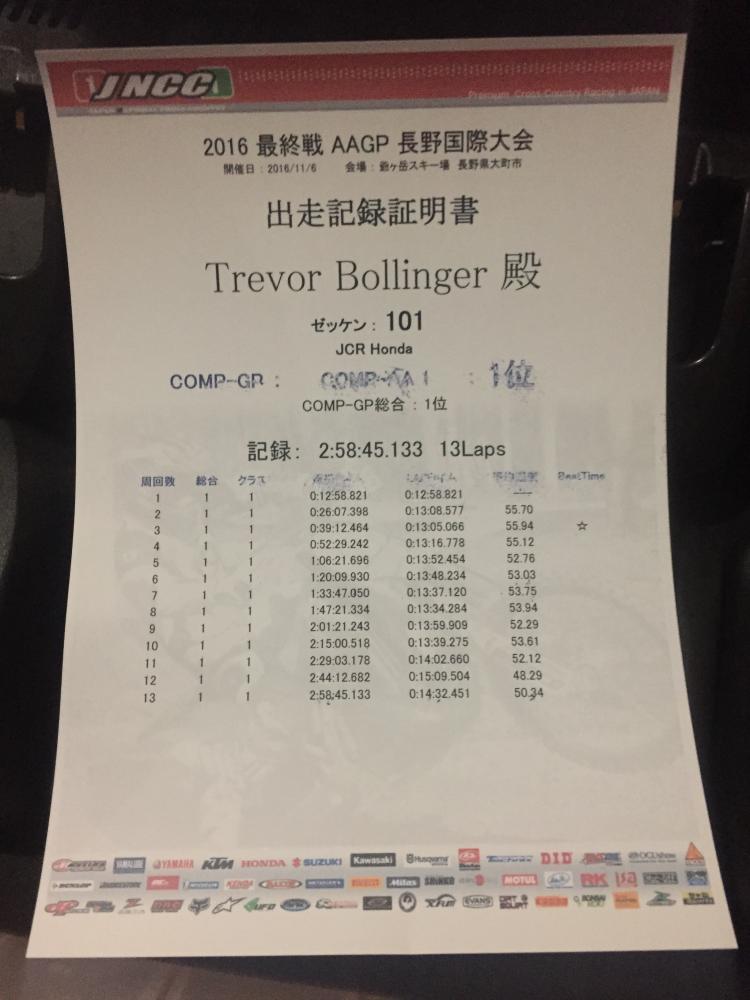 JNCC
Premium Cross Country Racing in JAPAN
2016 最終戦 AAGP 長野国際大会
開催日 : 2016/11/6 会場 : 爺ヶ岳スキー場 長野県大町市
出走記録証明書
Trevor Bollinger 殿
ゼッケン : 101
JCR Honda
COMP-GP : COMP-AA 1 : 1位
COMP-GP総合 : 1位
記録: 2:58:45.133 13Laps
周回数 総合 クラス BestTime
1 1 1 0:12:58.821 0:12:58.821
2 1 1 0:26:07.398 0:13:08.577 55.70
3 1 1 0:39:12.464 0:13:05.066 55.94 ☆
4 1 1 0:52:29.242 0:13:16.778 55.12
5 1 1 1:06:21.696 0:13:52.454 52.76
6 1 1 1:20:09.930 0:13:48.234 53.03
7 1 1 1:33:47.050 0:13:37.120 53.75
8 1 1 1:47:21.334 0:13:34.284 53.94
9 1 1 2:01:21.243 0:13:59.909 52.29
10 1 1 2:15:00.518 0:13:39.275 53.61
11 1 1 2:29:03.178 0:14:02.660 52.12
12 1 1 2:44:12.682 0:15:09.504 48.29
13 1 1 2:58:45.133 0:14:32.451 50.34
YAMALUBE YAMAHA KTM HONDA SUZUKI Kawasaki Husqvarna D.I.D
DUNLOP BRIDGESTONE MICHELIN KENDA Mitas SHINKO MOTUL RK
UFO EVANS